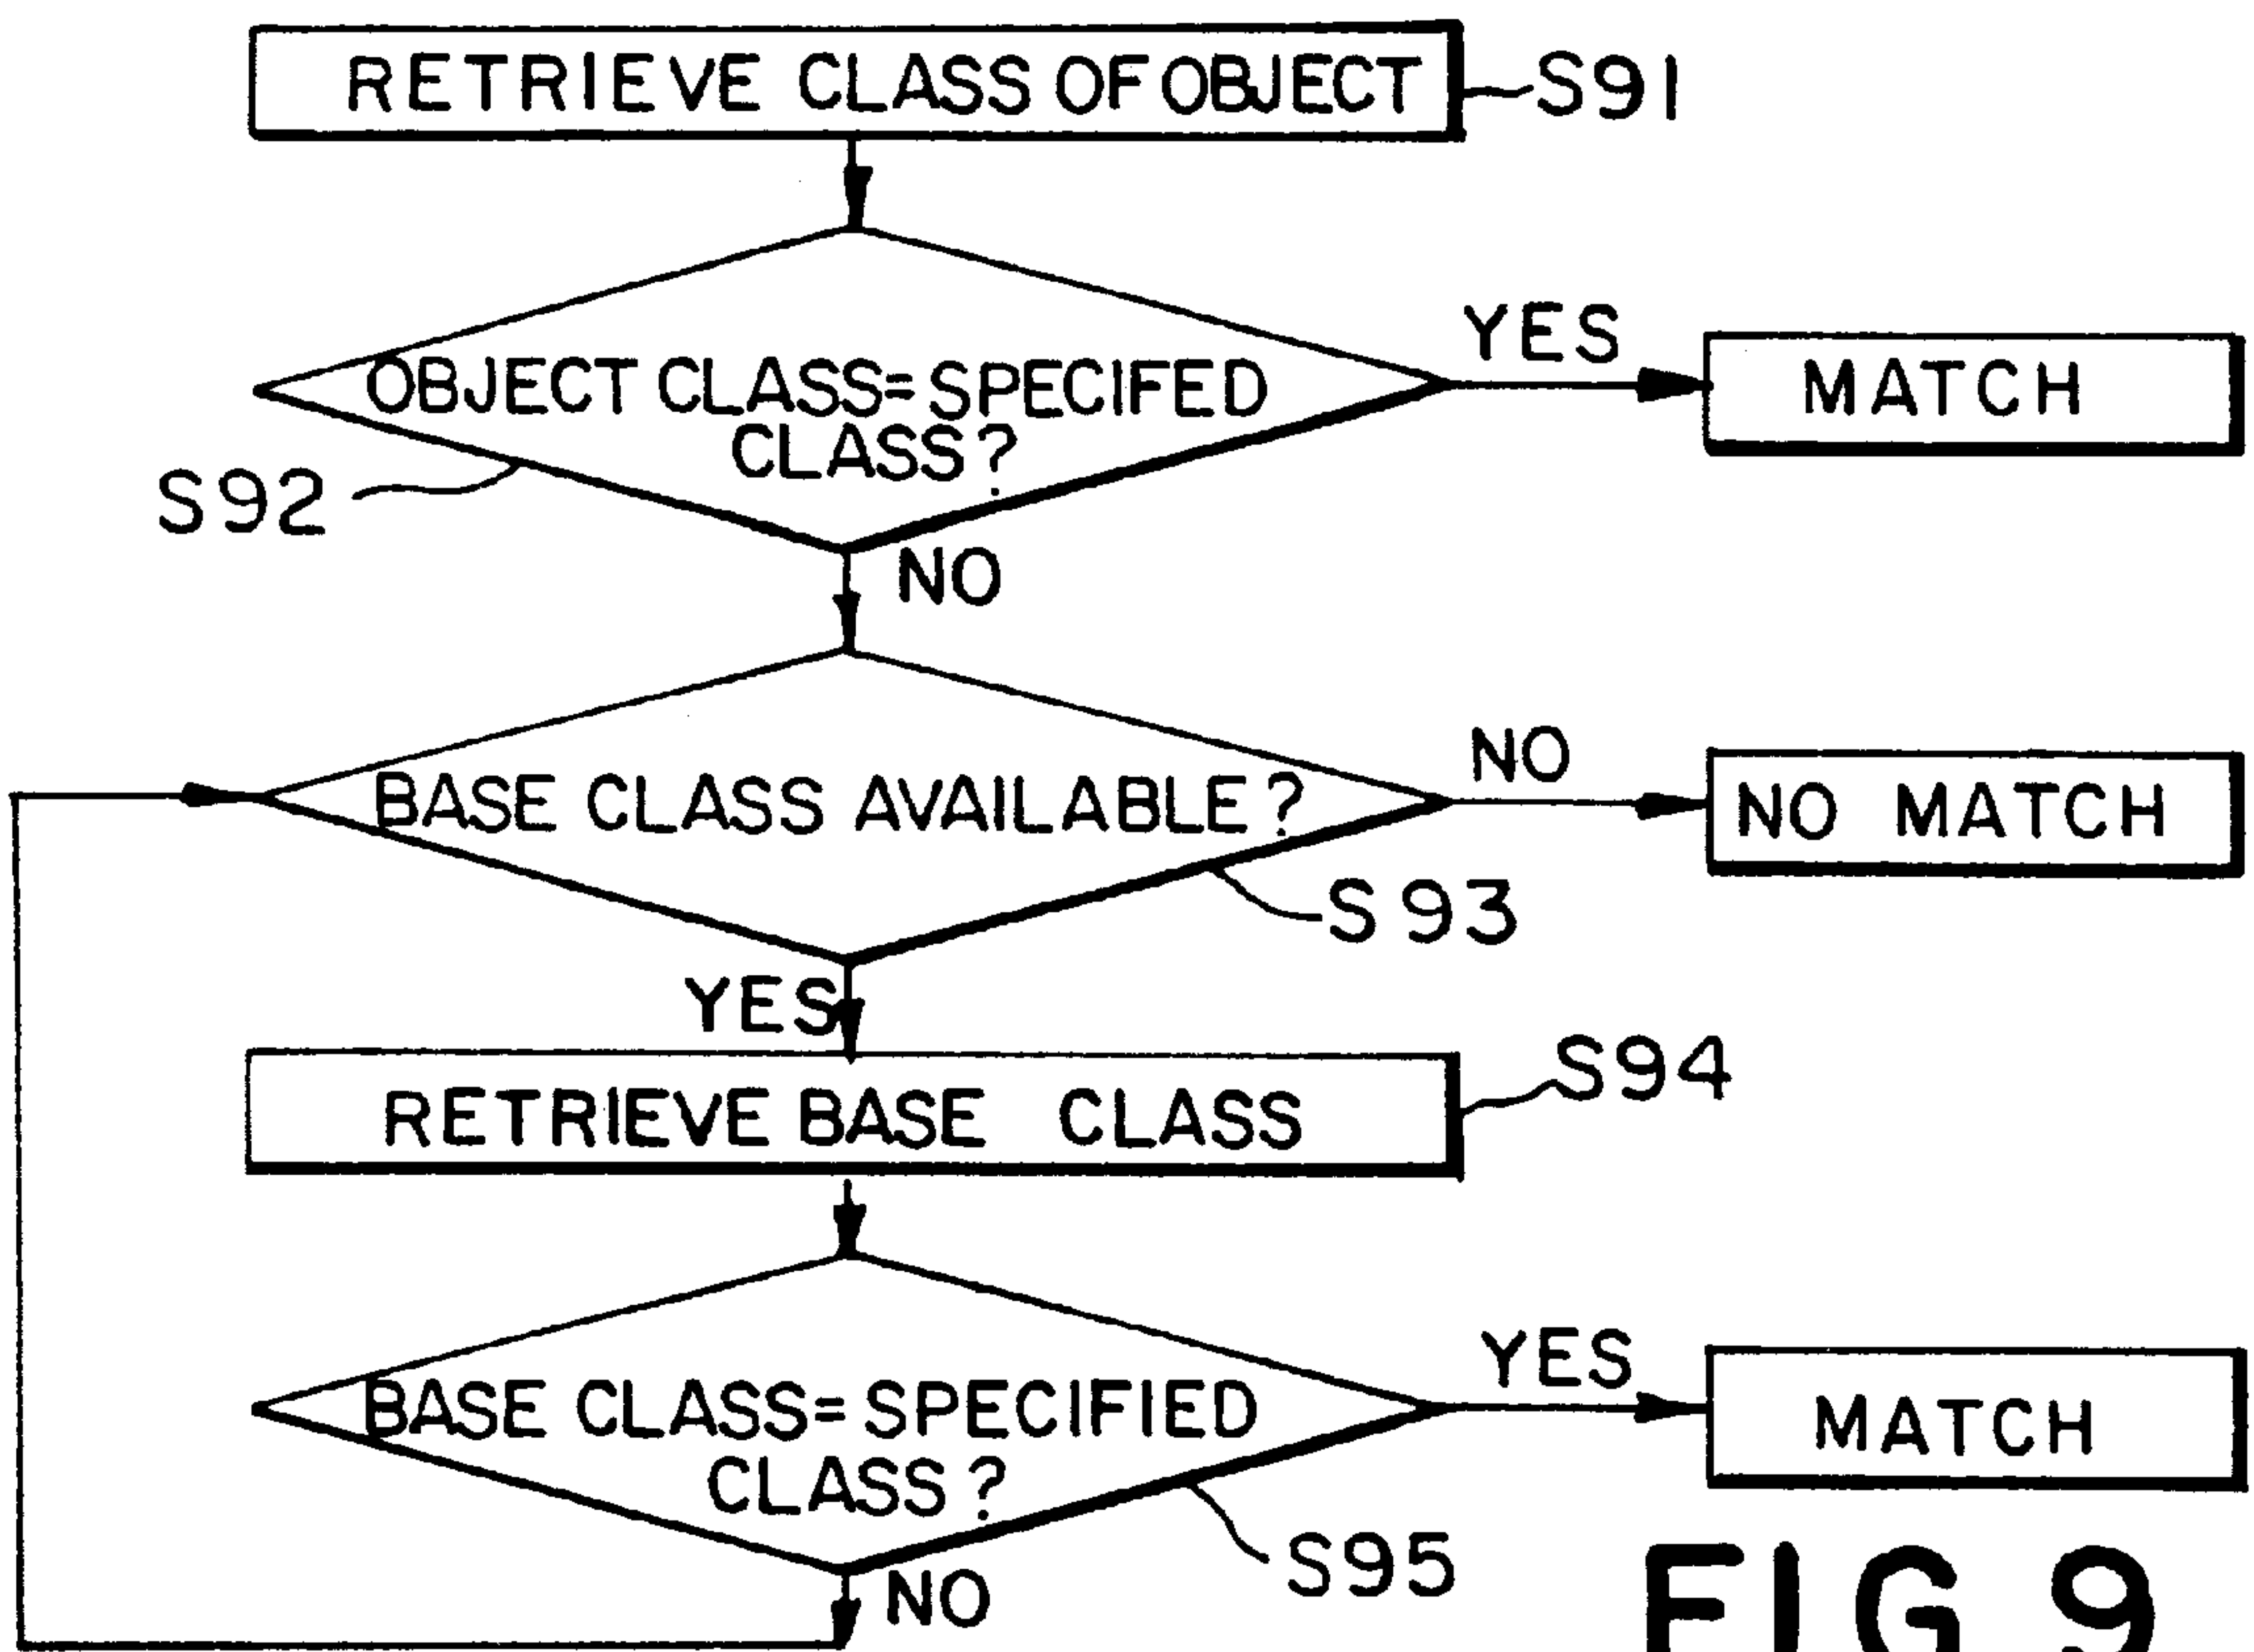 RETRIEVE CLASS OF OBJECT
S91
OBJECT CLASS = SPECIFED
CLASS?
YES
MATCH
S92
NO
BASE CLASS AVAILABLE?
NO
NO MATCH
S93
YES
RETRIEVE BASE CLASS
S94
BASE CLASS = SPECIFIED
CLASS?
YES
MATCH
S95
NO
FIG 9